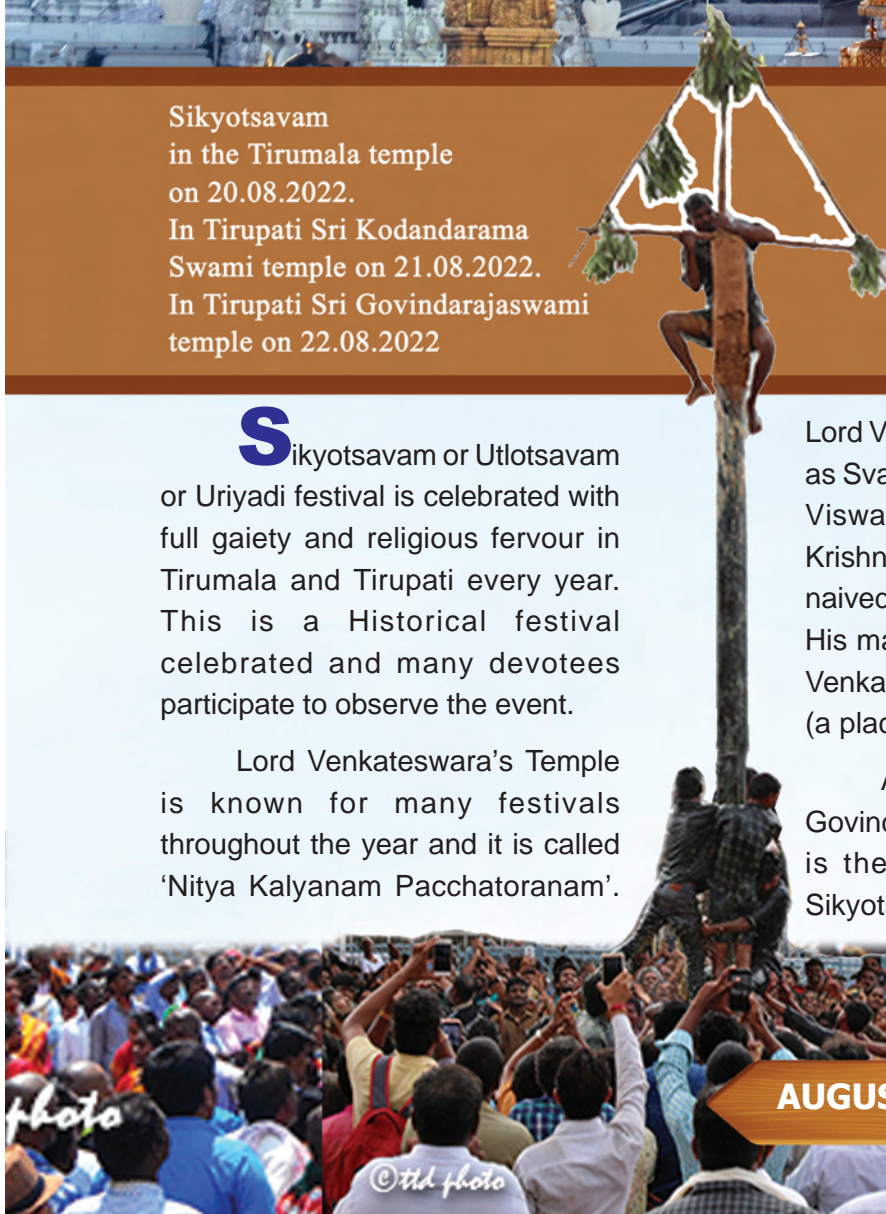 Sikyotsavam
in the Tirumala temple
on 20.08.2022.
In Tirupati Sri Kodandarama
Swami temple on 21.08.2022.
In Tirupati Sri Govindarajaswami
temple on 22.08.2022
Sikyotsavam or Utlotsavam
or Uriyadi festival is celebrated with
full gaiety and religious fervour in
Tirumala and Tirupati every year.
This is a Historical festival
celebrated and many devotees
participate to observe the event.
Lord Venkateswara’s Temple
is known for many festivals
throughout the year and it is called
‘Nitya Kalyanam Pacchatoranam’.
Lord V
as Sva
Viswa
Krishn
naived
His ma
Venka
(a plac
A
Govind
is the
Sikyots
AUGUS
photo
©ttd photo